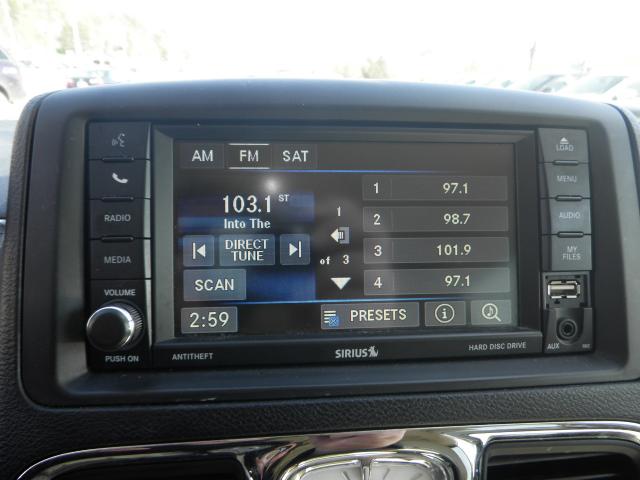 AM FM SAT
103.1 ST
Into The
DIRECT
TUNE
SCAN
2:59
1
of 3
1 97.1
2 98.7
3 101.9
4 97.1
PRESETS
RADIO
MEDIA
VOLUME
PUSH ON
LOAD
MENU
AUDIO
MY
FILES
AUX
ANTITHEFT
SIRIUS
HARD DISC DRIVE